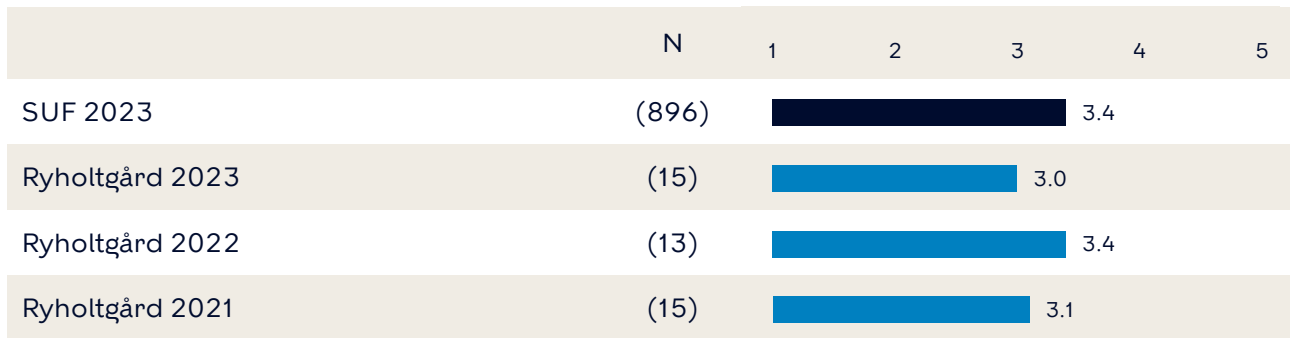 N 1 2 3 4 5
SUF 2023 (896) 3.4
Ryholtgård 2023 (15) 3.0
Ryholtgård 2022 (13) 3.4
Ryholtgård 2021 (15) 3.1